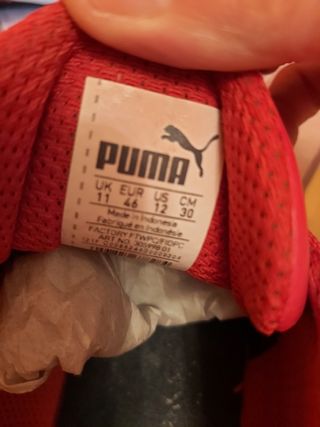 PUMA
UK EUR US CM
11 46 12 30
Made in Indonesia
Fabriqué en Indonésie